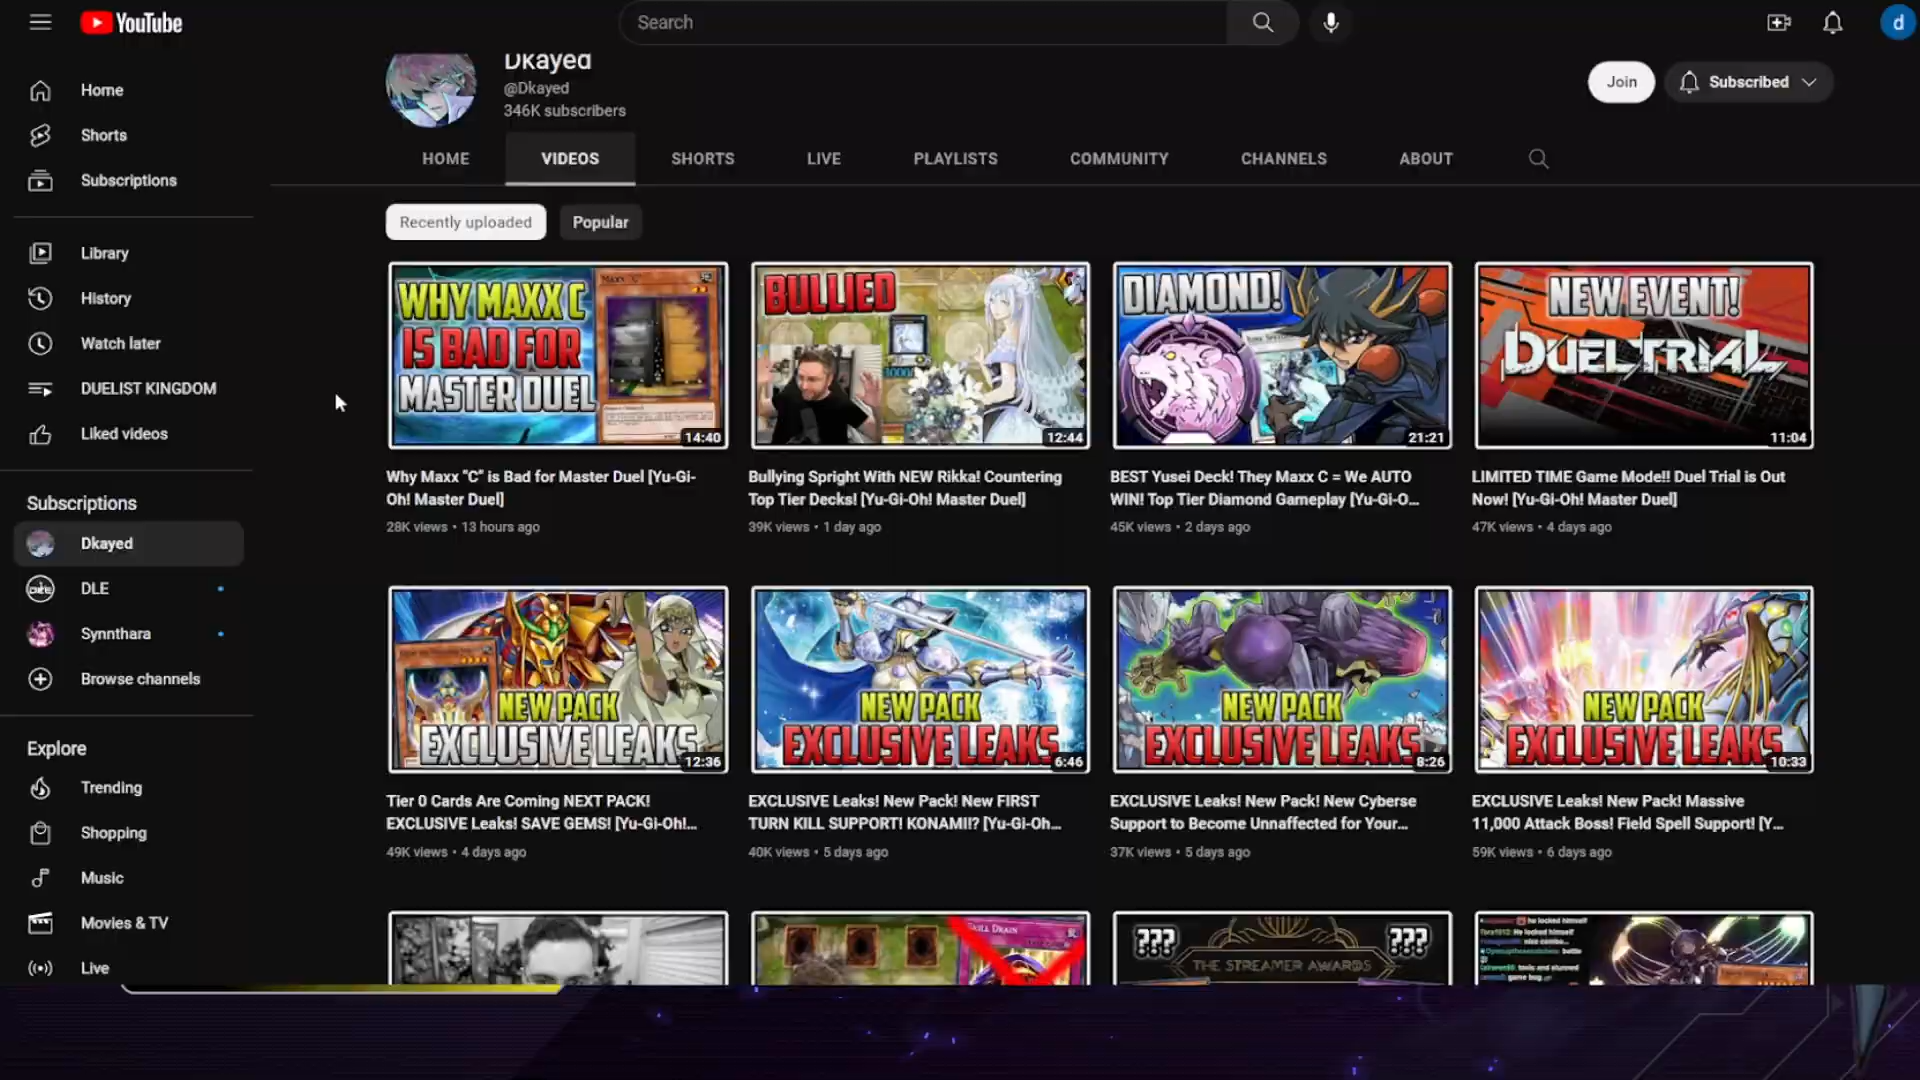 YouTube
Search
d
Home
Shorts
Subscriptions
Library
History
Watch later
DUELIST KINGDOM
Liked videos
Subscriptions
Dkayed
DLE
Synnthara
Browse channels
Explore
Trending
Shopping
Music
Movies & TV
Live
Dkayed
@Dkayed
346K subscribers
Join
Subscribed
HOME
VIDEOS
SHORTS
LIVE
PLAYLISTS
COMMUNITY
CHANNELS
ABOUT
Recently uploaded
Popular
WHY MAXX C
IS BAD FOR
MASTER DUEL
Maxx "C"
14:40
Why Maxx "C" is Bad for Master Duel [Yu-Gi-
Oh! Master Duel]
28K views • 13 hours ago
BULLIED
3000
12:44
Bullying Spright With NEW Rikka! Countering
Top Tier Decks! [Yu-Gi-Oh! Master Duel]
39K views • 1 day ago
DIAMOND!
21:21
BEST Yusei Deck! They Maxx C = We AUTO
WIN! Top Tier Diamond Gameplay [Yu-Gi-O...
45K views • 2 days ago
NEW EVENT!
DUEL TRIAL
11:04
LIMITED TIME Game Mode!! Duel Trial is Out
Now! [Yu-Gi-Oh! Master Duel]
47K views • 4 days ago
NEW PACK
EXCLUSIVE LEAKS
12:36
Tier 0 Cards Are Coming NEXT PACK!
EXCLUSIVE Leaks! SAVE GEMS! [Yu-Gi-Oh!...
49K views • 4 days ago
NEW PACK
EXCLUSIVE LEAKS
6:46
EXCLUSIVE Leaks! New Pack! New FIRST
TURN KILL SUPPORT! KONAMI!? [Yu-Gi-Oh...
40K views • 5 days ago
NEW PACK
EXCLUSIVE LEAKS
8:26
EXCLUSIVE Leaks! New Pack! New Cyberse
Support to Become Unnaffected for Your...
37K views • 5 days ago
NEW PACK
EXCLUSIVE LEAKS
10:33
EXCLUSIVE Leaks! New Pack! Massive
11,000 Attack Boss! Field Spell Support! [Y...
59K views • 6 days ago
SKILL DRAIN
???
???
THE STREAMER AWARDS
he locked himself